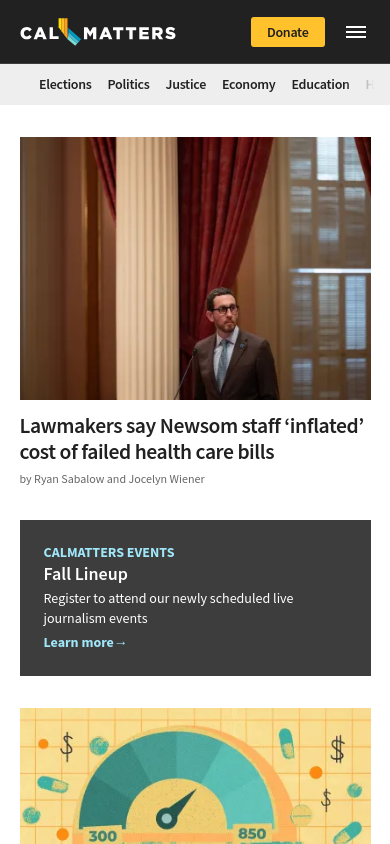 CAL MATTERS
Donate
Elections Politics Justice Economy Education H
Lawmakers say Newsom staff ‘inflated’
cost of failed health care bills
by Ryan Sabalow and Jocelyn Wiener
CALMATTERS EVENTS
Fall Lineup
Register to attend our newly scheduled live
journalism events
Learn more→
$ $
$
300 850